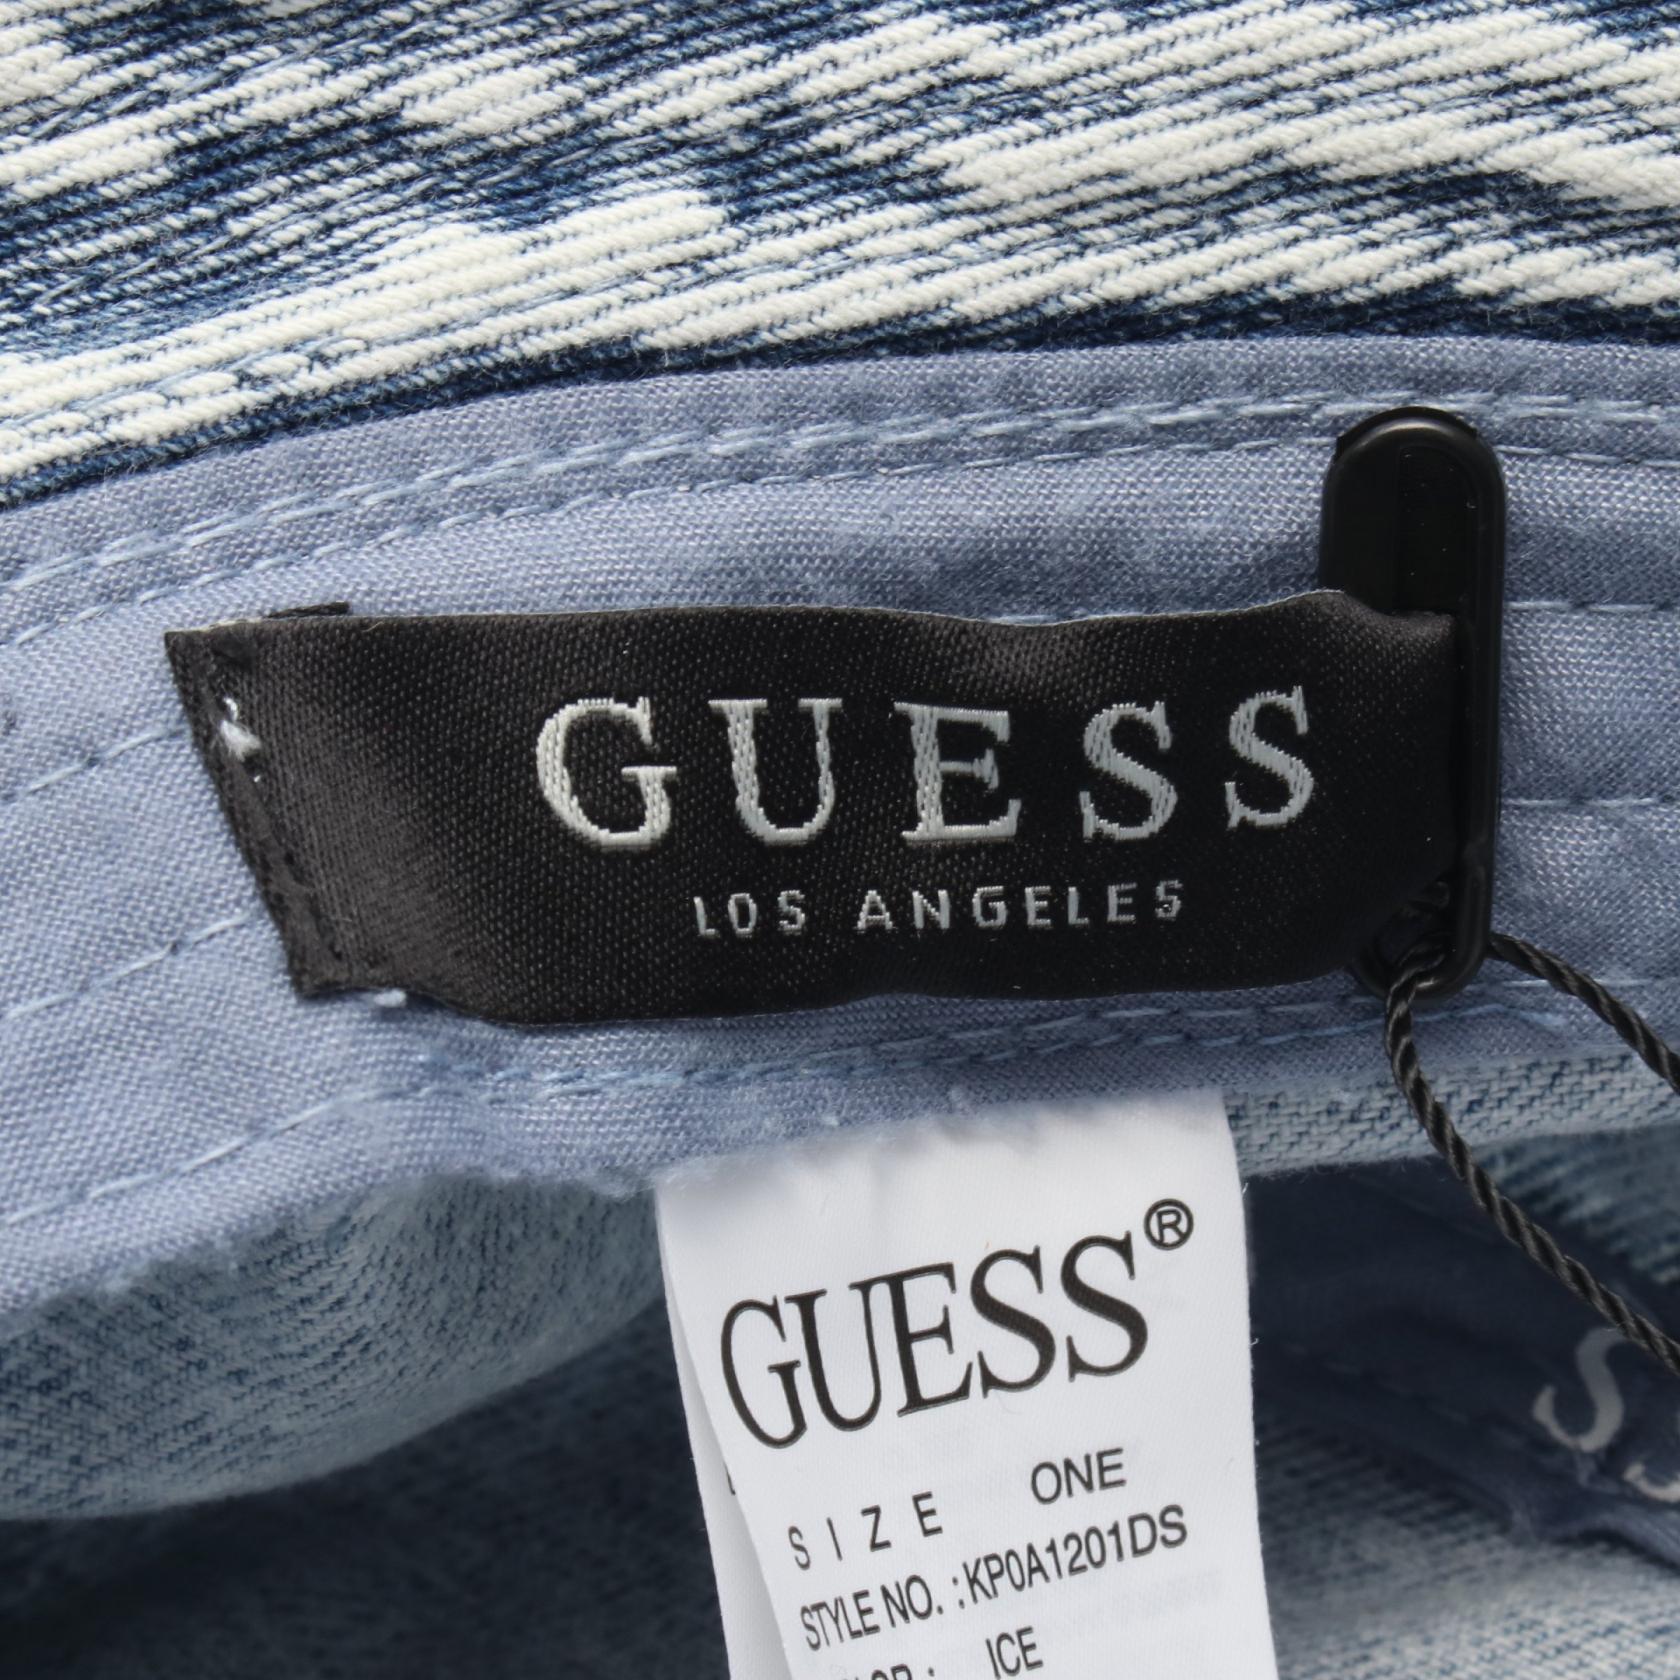 GUESS
LOS ANGELES
GUESS®
SIZE ONE
STYLE NO. : KP0A1201DS
ICE